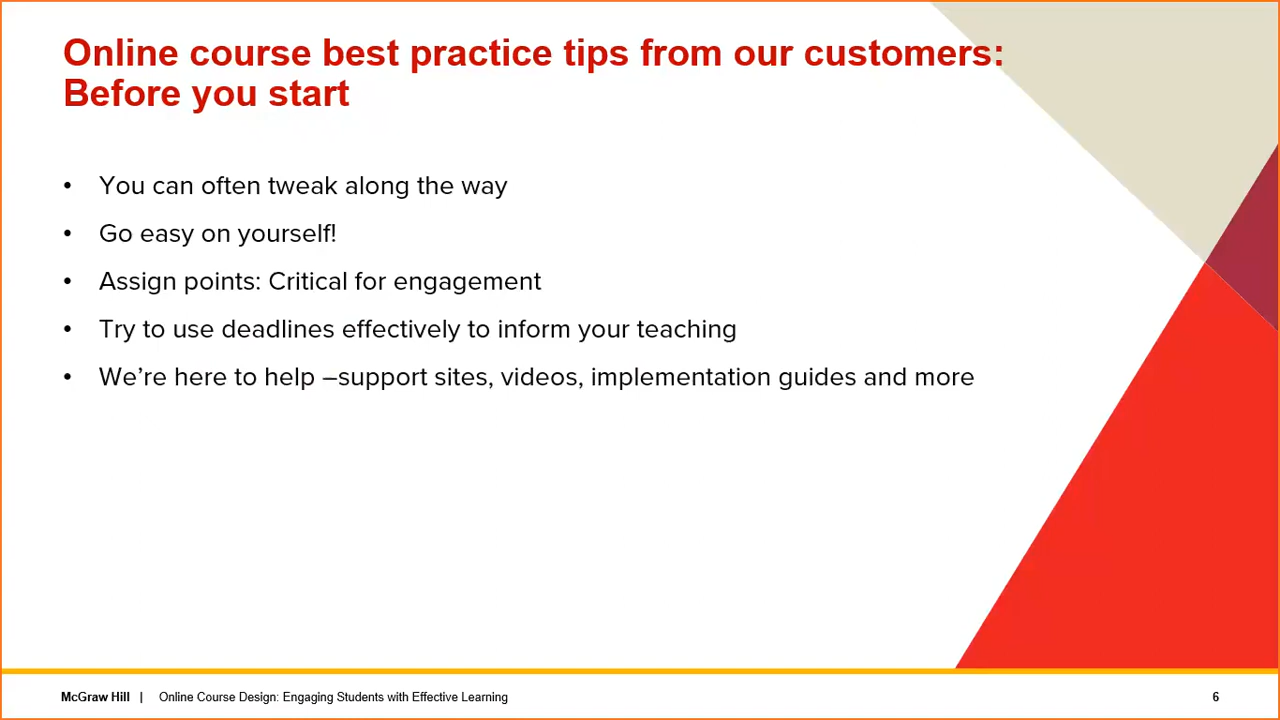 Online course best practice tips from our customers:
Before you start
• You can often tweak along the way
• Go easy on yourself!
• Assign points: Critical for engagement
• Try to use deadlines effectively to inform your teaching
• We’re here to help –support sites, videos, implementation guides and more
McGraw Hill | Online Course Design: Engaging Students with Effective Learning 6